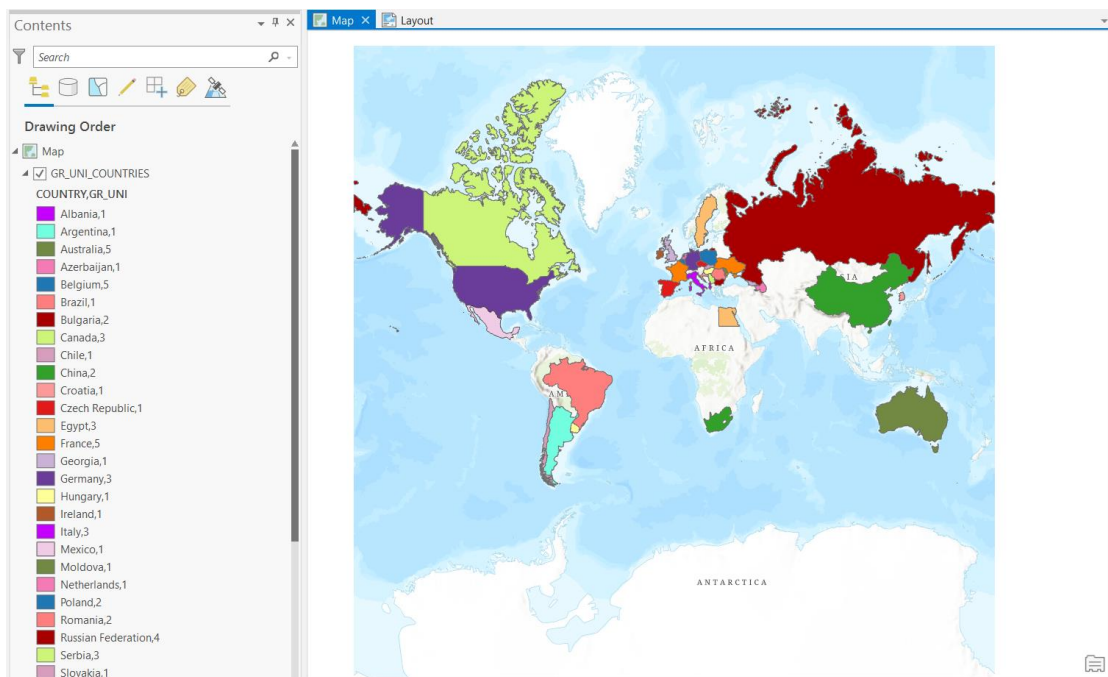 Contents
Map
Layout
Search
Drawing Order
Map
GR_UNI_COUNTRIES
COUNTRY,GR_UNI
Albania,1
Argentina,1
Australia,5
Azerbaijan,1
Belgium,5
Brazil,1
Bulgaria,2
Canada,3
Chile,1
China,2
Croatia,1
Czech Republic,1
Egypt,3
France,5
Georgia,1
Germany,3
Hungary,1
Ireland,1
Italy,3
Mexico,1
Moldova,1
Netherlands,1
Poland,2
Romania,2
Russian Federation,4
Serbia,3
Slovakia,1
SIA
AFRICA
AM
ANTARCTICA